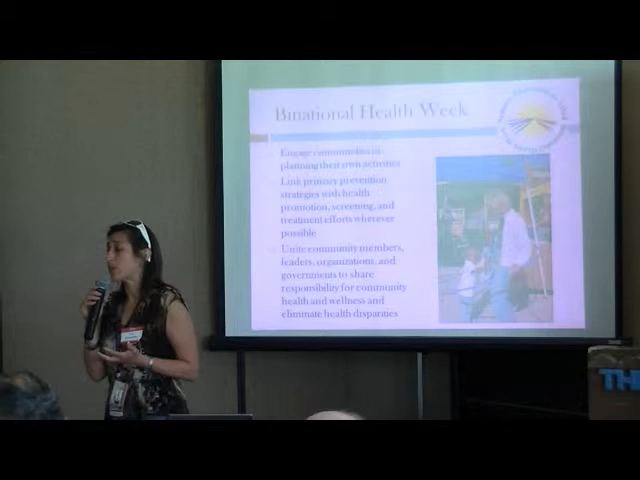 Binational Health Week
Engage communities in
planning their own activities
Link primary prevention
strategies with health
promotion, screening, and
treatment efforts wherever
possible
Unite community members,
leaders, organizations, and
governments to share
responsibility for community
health and wellness and
eliminate health disparities
TH